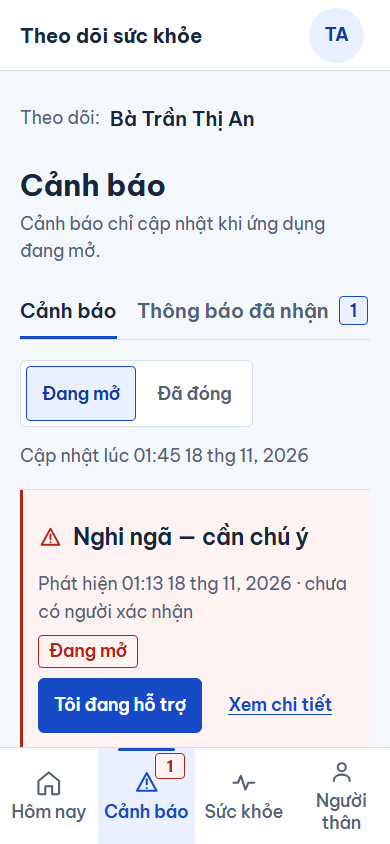 Theo dõi sức khỏe
TA
Theo dõi: Bà Trần Thị An
Cảnh báo
Cảnh báo chỉ cập nhật khi ứng dụng
đang mở.
Cảnh báo Thông báo đã nhận 1
Đang mở Đã đóng
Cập nhật lúc 01:45 18 thg 11, 2026
Nghi ngã — cần chú ý
Phát hiện 01:13 18 thg 11, 2026 · chưa
có người xác nhận
Đang mở
Tôi đang hỗ trợ Xem chi tiết
1
Hôm nay Cảnh báo Sức khỏe Người
thân